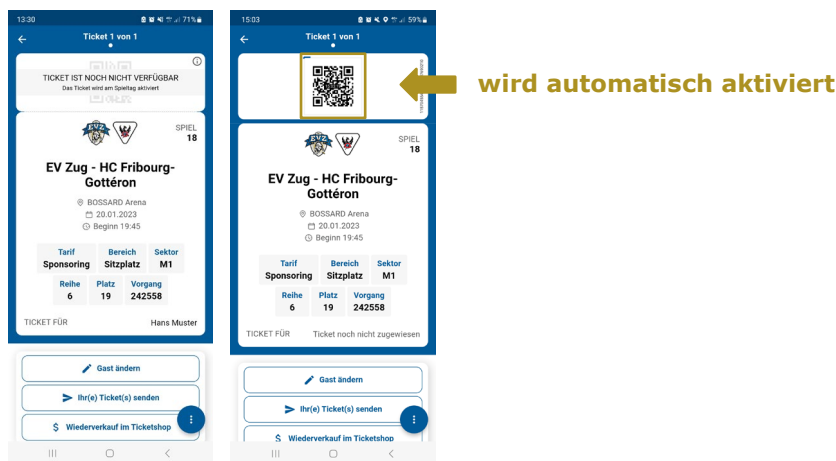 13:30
71%
Ticket 1 von 1
TICKET IST NOCH NICHT VERFÜGBAR
Das Ticket wird am Spieltag aktiviert
EVZ
SPIEL
18
EV Zug - HC Fribourg-
Gottéron
BOSSARD Arena
20.01.2023
Beginn 19:45
Tarif Bereich Sektor
Sponsoring Sitzplatz M1
Reihe Platz Vorgang
6 19 242558
TICKET FÜR Hans Muster
Gast ändern
Ihr(e) Ticket(s) senden
$ Wiederverkauf im Ticketshop
15:03
59%
Ticket 1 von 1
EVZ
SPIEL
18
EV Zug - HC Fribourg-
Gottéron
BOSSARD Arena
20.01.2023
Beginn 19:45
Tarif Bereich Sektor
Sponsoring Sitzplatz M1
Reihe Platz Vorgang
6 19 242558
TICKET FÜR Ticket noch nicht zugewiesen
Gast ändern
Ihr(e) Ticket(s) senden
$ Wiederverkauf im Ticketshop
wird automatisch aktiviert